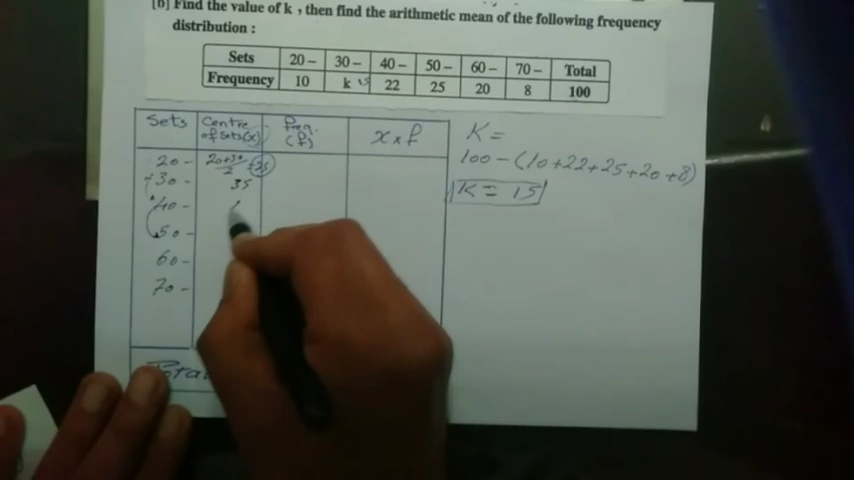 [b] Find the value of k , then find the arithmetic mean of the following frequency
distribution :
Sets 20 – 30 – 40 – 50 – 60 – 70 – Total
Frequency 10 k 15 22 25 20 8 100
Sets Centre of sets(x) Freq. (f) x x f
20 - 20+30/2 = 25
30 - 35
40 -
50 -
60 -
70 -
Total
K =
100 - (10+22+25+20+8)
K = 15